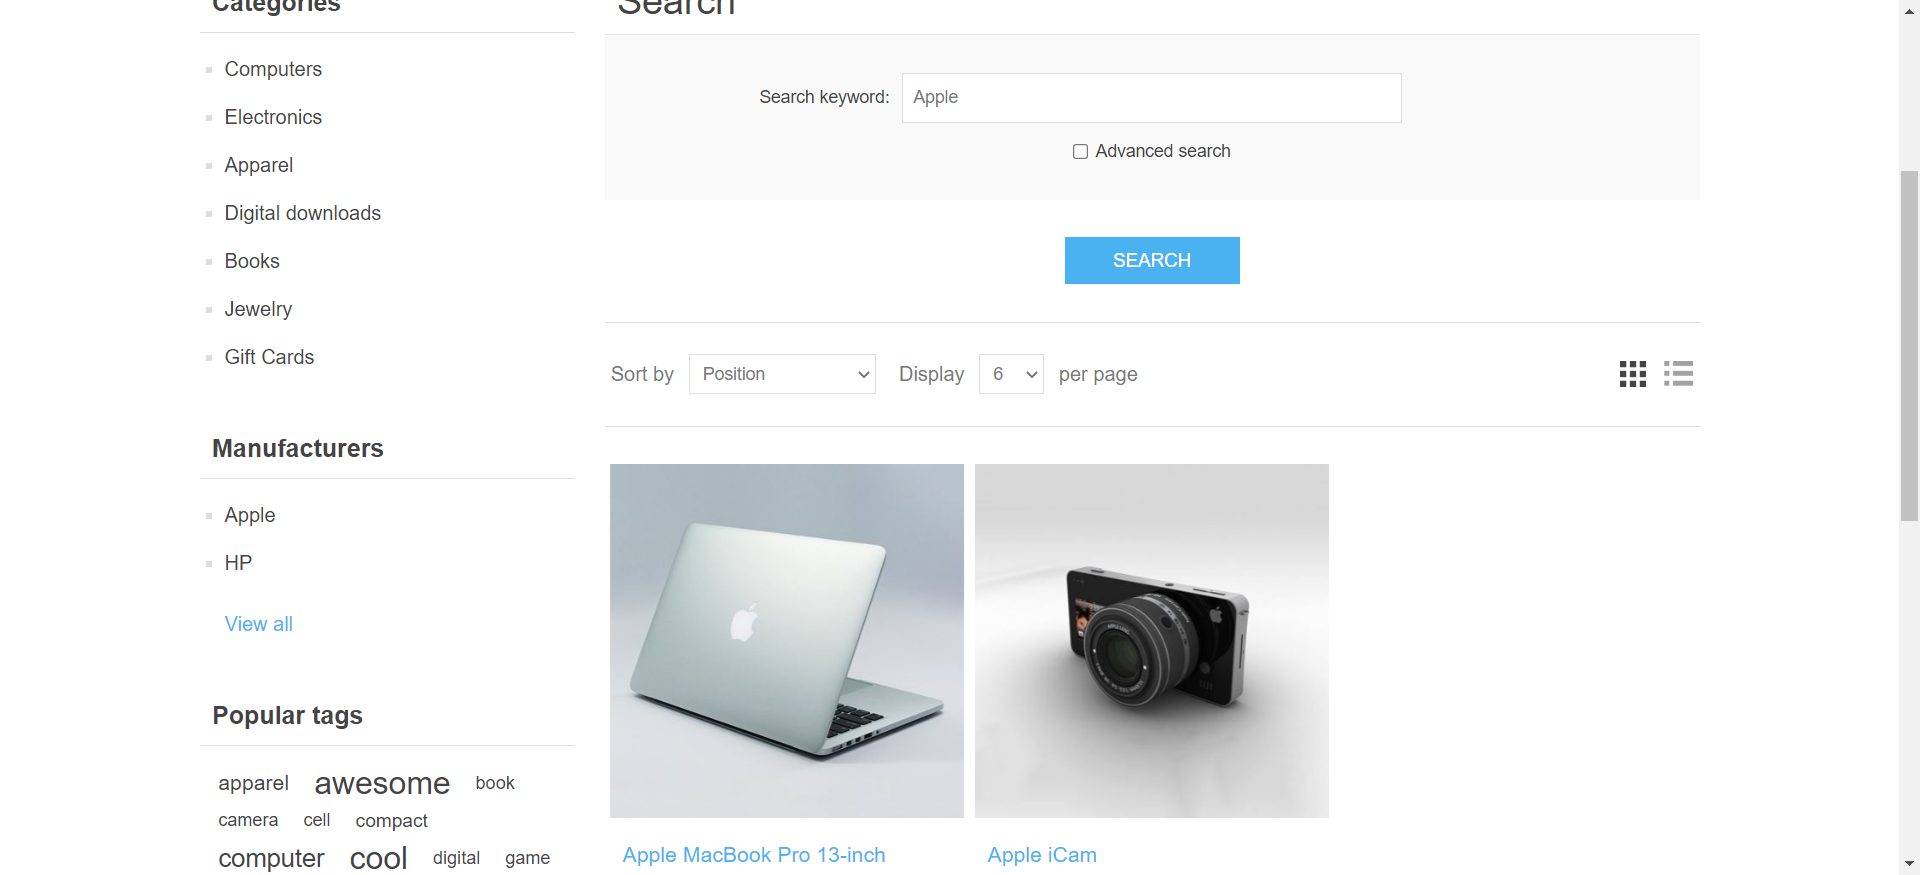 Categories
Computers
Electronics
Apparel
Digital downloads
Books
Jewelry
Gift Cards
Manufacturers
Apple
HP
View all
Popular tags
apparel awesome book
camera cell compact
computer cool digital game
Search
Search keyword: Apple
Advanced search
SEARCH
Sort by Position Display 6 per page
Apple MacBook Pro 13-inch
Apple iCam